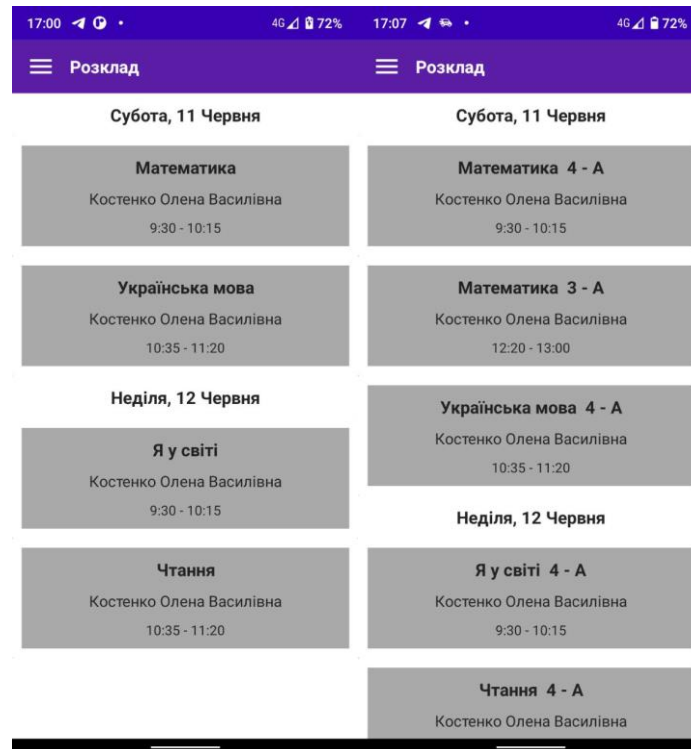 17:00
4G 72%
Розклад
Субота, 11 Червня
Математика
Костенко Олена Василівна
9:30 - 10:15
Українська мова
Костенко Олена Василівна
10:35 - 11:20
Неділя, 12 Червня
Я у світі
Костенко Олена Василівна
9:30 - 10:15
Чтання
Костенко Олена Василівна
10:35 - 11:20
17:07
4G 72%
Розклад
Субота, 11 Червня
Математика 4 - А
Костенко Олена Василівна
9:30 - 10:15
Математика 3 - А
Костенко Олена Василівна
12:20 - 13:00
Українська мова 4 - А
Костенко Олена Василівна
10:35 - 11:20
Неділя, 12 Червня
Я у світі 4 - А
Костенко Олена Василівна
9:30 - 10:15
Чтання 4 - А
Костенко Олена Василівна